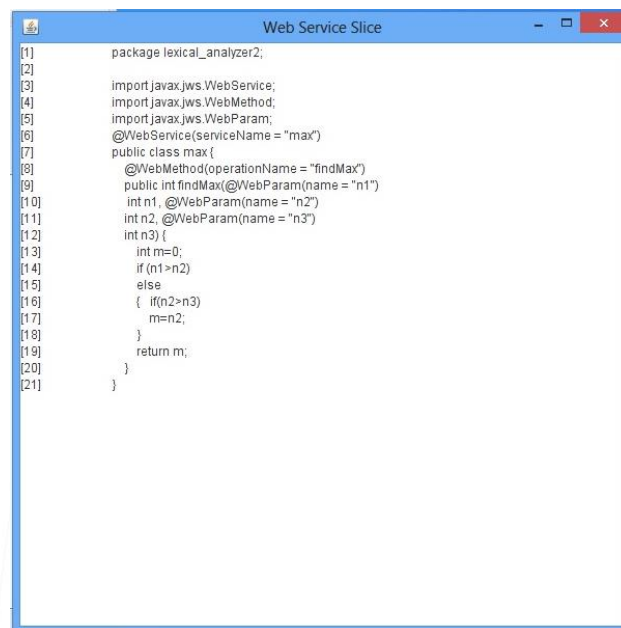 Web Service Slice
[1] package lexical_analyzer2;
[2]
[3] import javax.jws.WebService;
[4] import javax.jws.WebMethod;
[5] import javax.jws.WebParam;
[6] @WebService(serviceName = "max")
[7] public class max {
[8] @WebMethod(operationName = "findMax")
[9] public int findMax(@WebParam(name = "n1")
[10] int n1, @WebParam(name = "n2")
[11] int n2, @WebParam(name = "n3")
[12] int n3) {
[13] int m=0;
[14] if (n1>n2)
[15] else
[16] { if(n2>n3)
[17] m=n2;
[18] }
[19] return m;
[20] }
[21] }